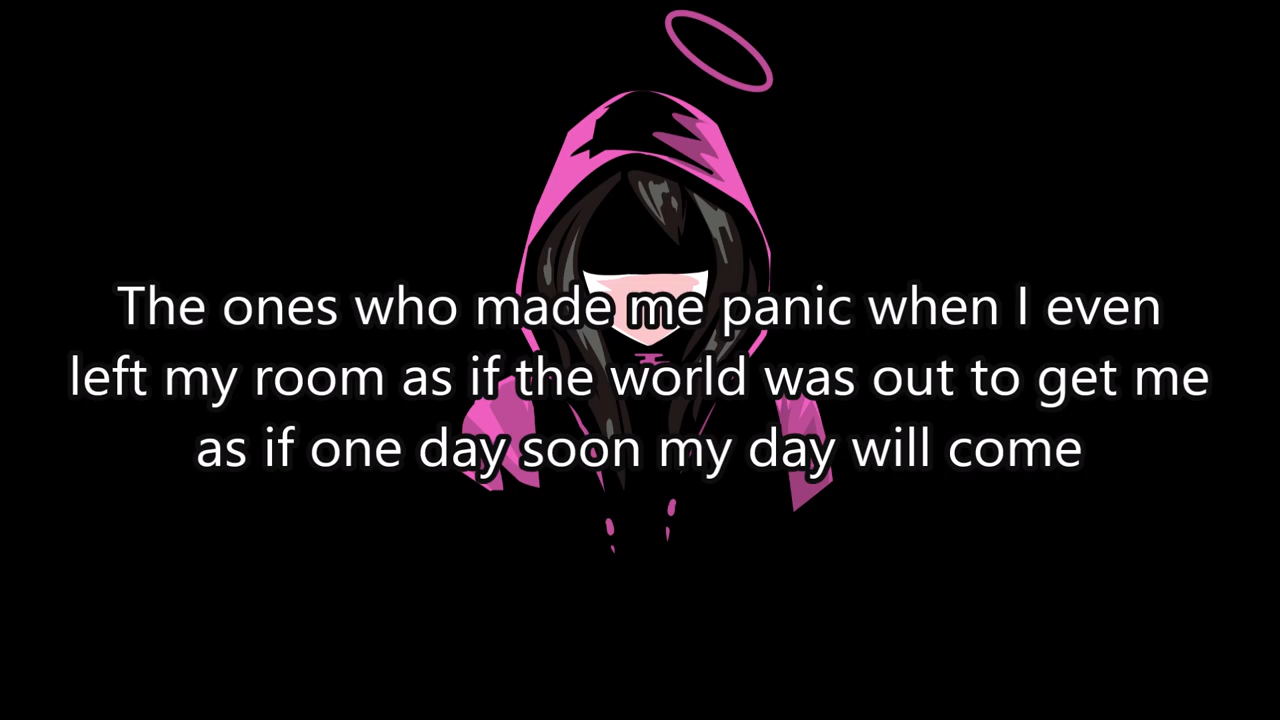 The ones who made me panic when I even
left my room as if the world was out to get me
as if one day soon my day will come